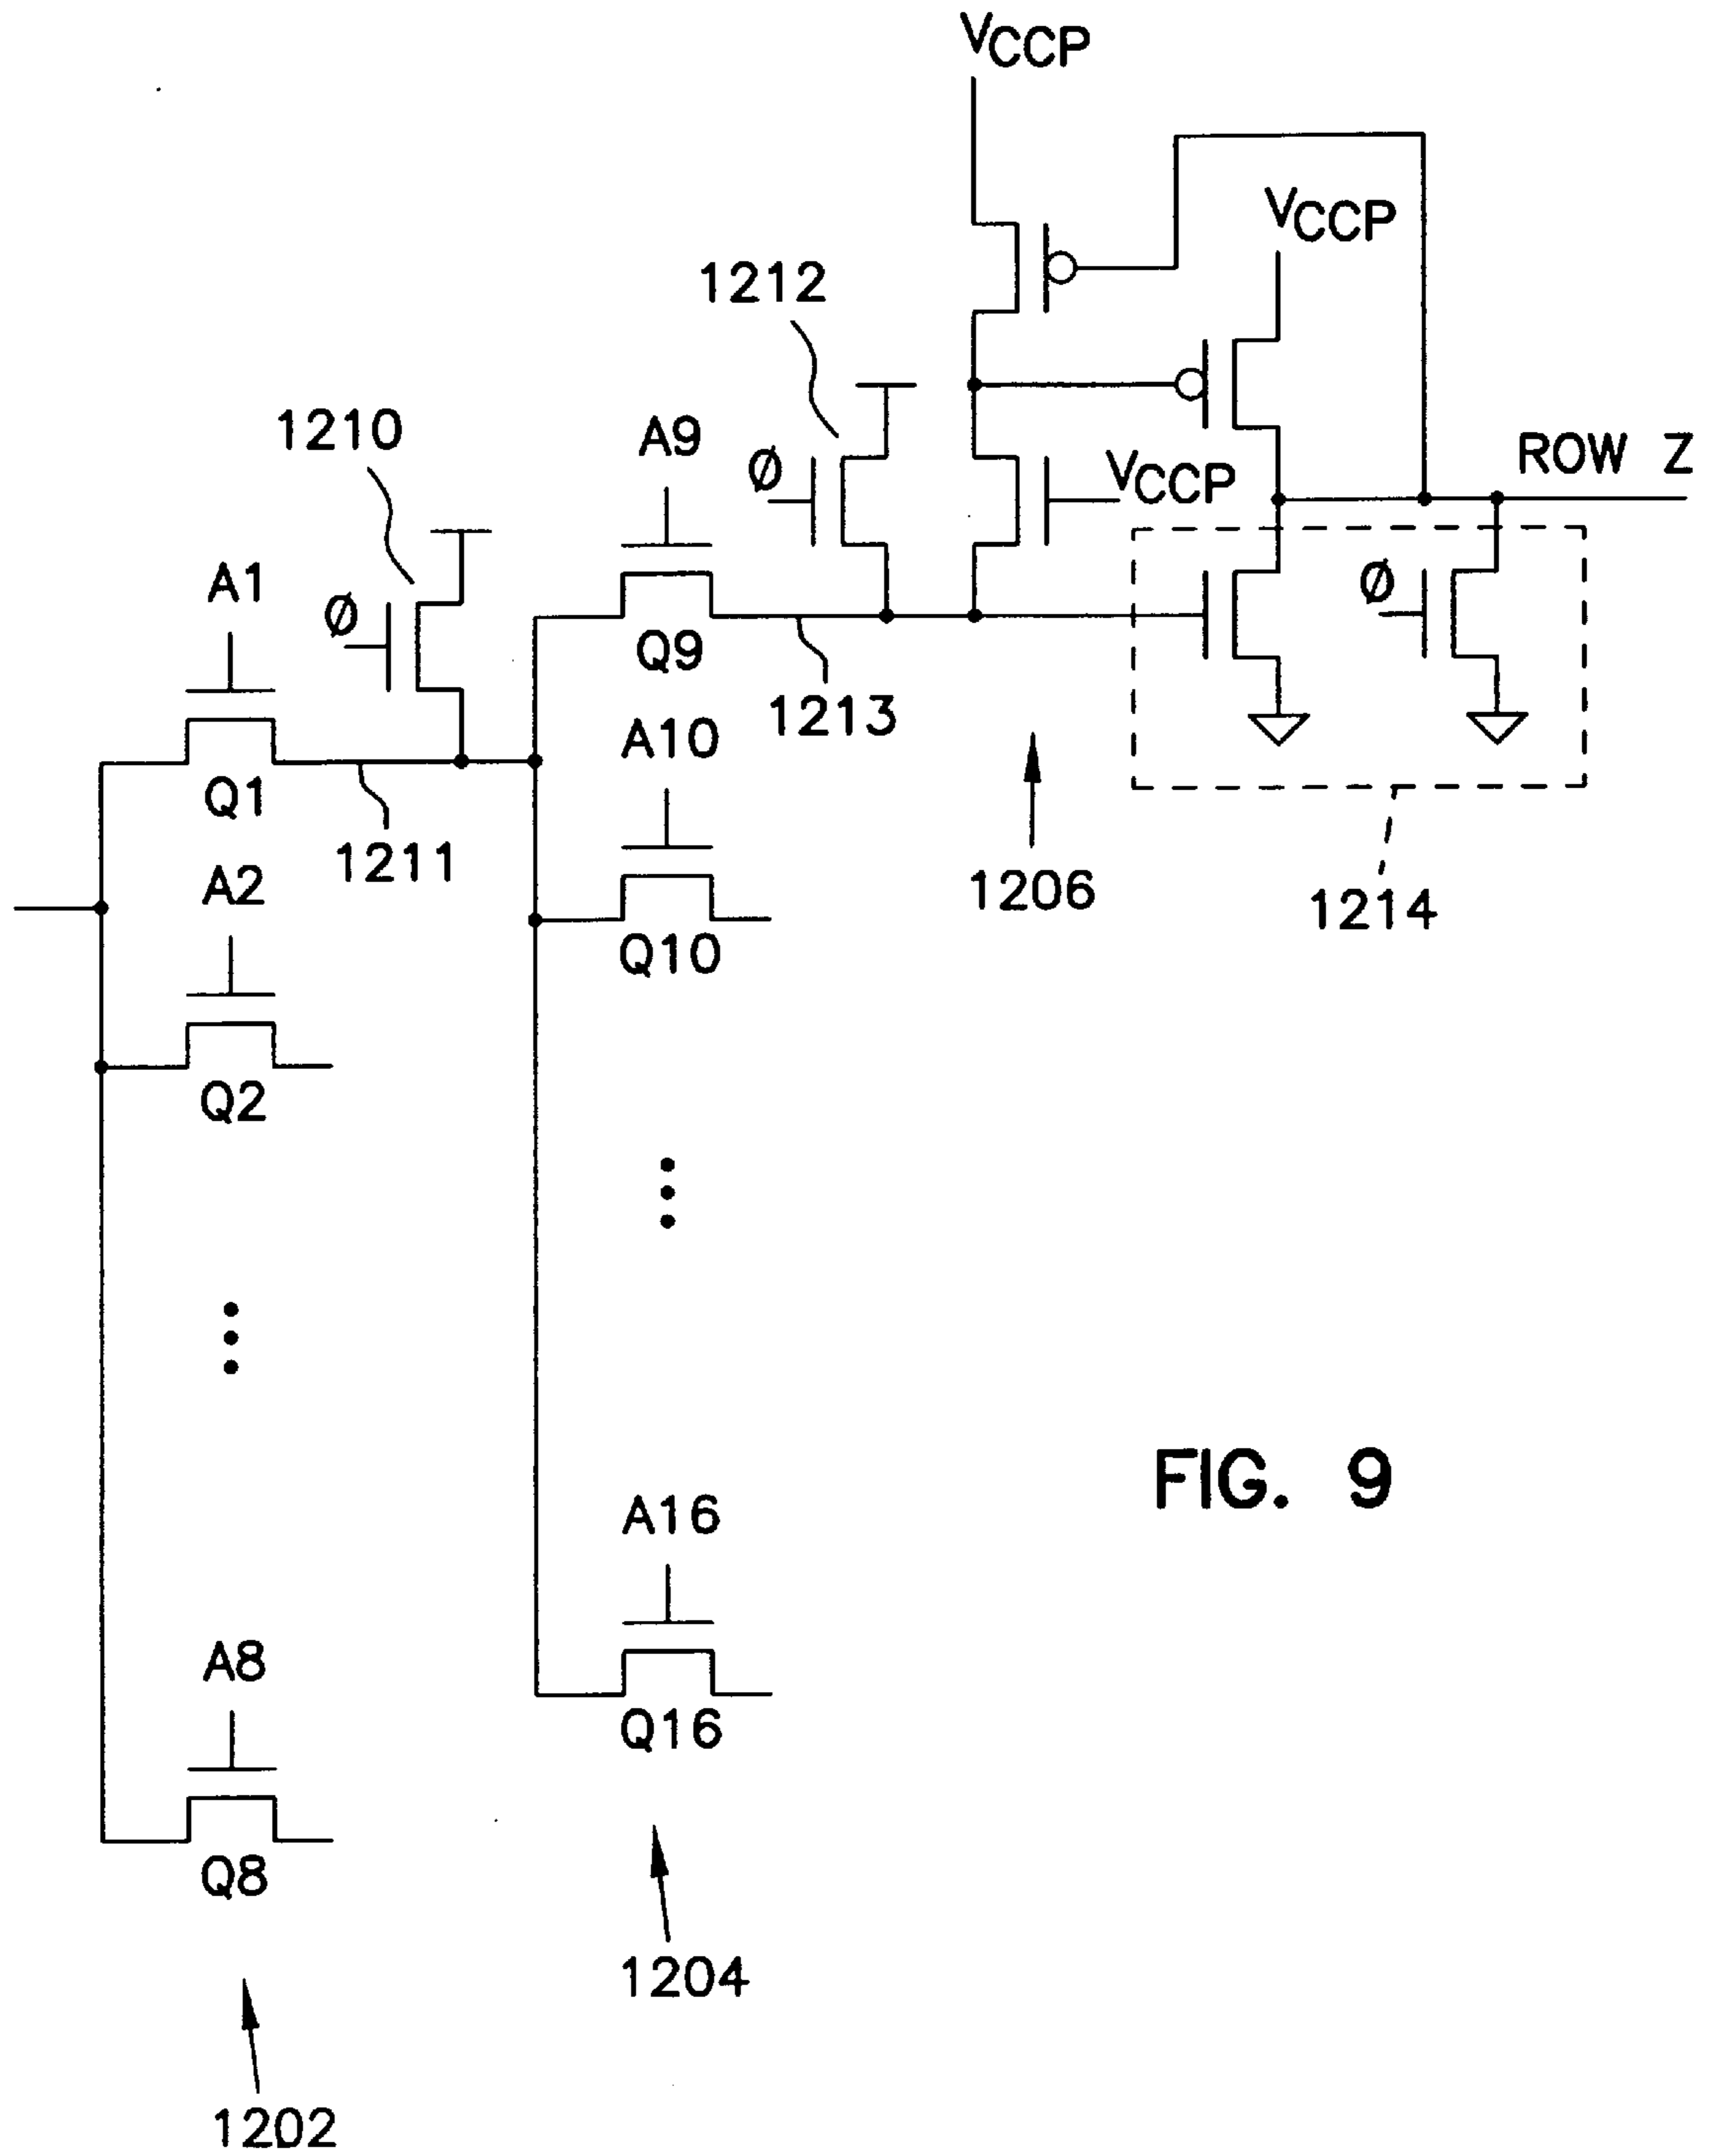 VCCP
VCCP
1212
1210
A9
Ø
VCCP
ROW Z
A1
Ø
Ø
Q9
1213
A10
Q1
1211
1206
1214
A2
Q10
Q2
FIG. 9
A16
A8
Q16
Q8
1204
1202